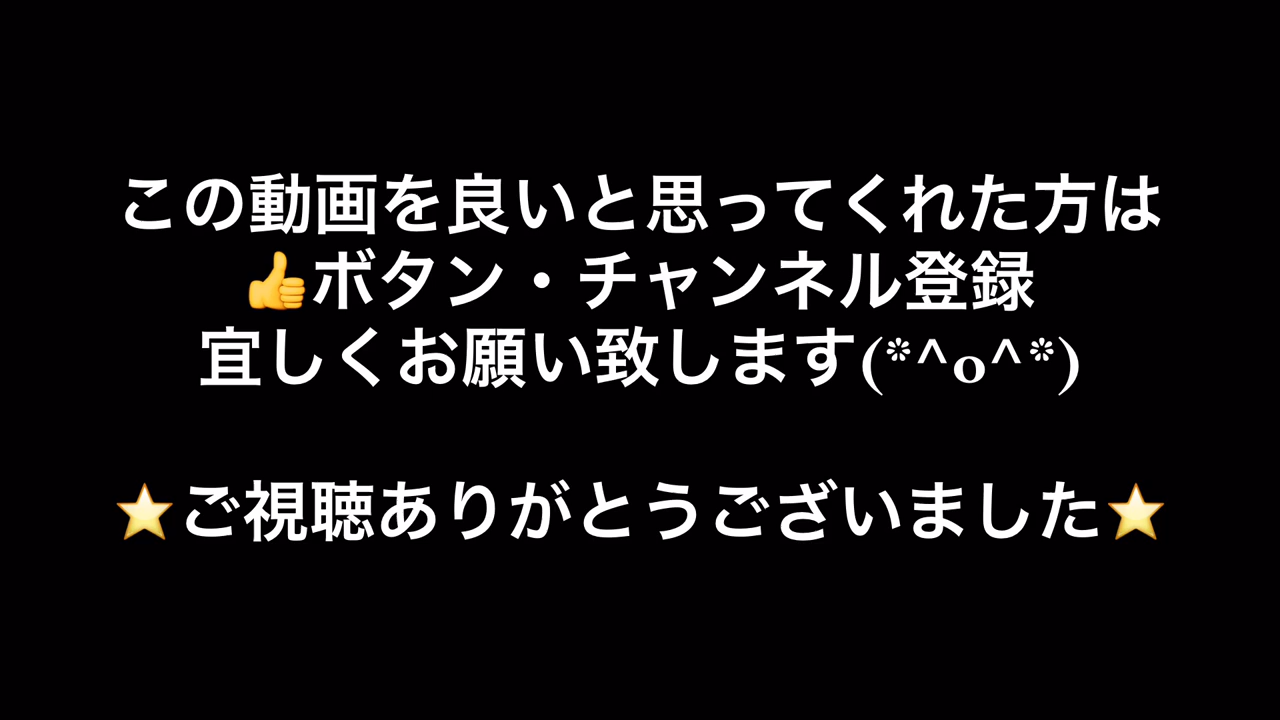 この動画を良いと思ってくれた方は
👍ボタン・チャンネル登録
宜しくお願い致します(*^o^*)
⭐ご視聴ありがとうございました⭐